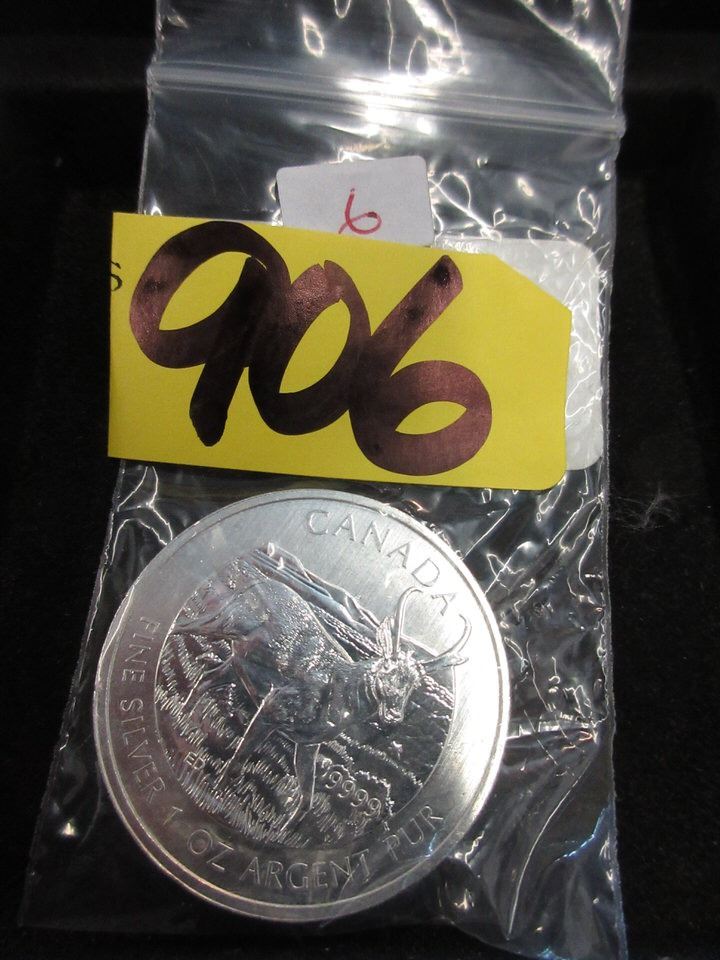 6
S
906
CANADA
9999
FINE SILVER 1 OZ ARGENT PUR